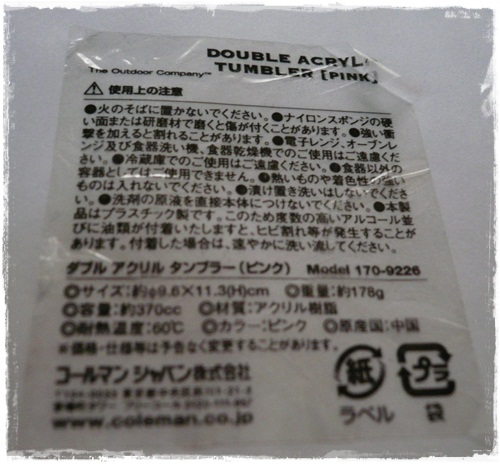 DOUBLE ACRYL
The Outdoor Company™ TUMBLER [PINK]
⚠ 使用上の注意
●火のそばに置かないでください。●ナイロンスポンジの硬
い面または研磨材で磨くと傷が付くことがあります。●強い衝
撃を加えると割れることがあります。●電子レンジ、オーブンレ
ンジ及び食器洗い機、食器乾燥機でのご使用はご遠慮くだ
さい。●冷蔵庫でのご使用はご遠慮ください。●食器以外の
容器としてはご使用できません。●熱いものや着色性の強い
ものは入れないでください。●漬け置き洗いはしないでくださ
い。●洗剤の原液を直接本体につけないでください。●本製
品はプラスチック製です。このため度数の高いアルコール並
びに油類が付着いたしますと、ヒビ割れ等が発生することが
あります。付着した場合は、速やかに洗い流してください。
ダブル アクリル タンブラー(ピンク) Model 170-9226
◎サイズ:約φ9.6×11.3(H)cm ◎重量:約178g
◎容量:約370cc ◎材質:アクリル樹脂
◎耐熱温度:60℃ ◎カラー:ピンク ◎原産国:中国
※価格・仕様等は予告なく変更することがあります。
コールマン ジャパン株式会社
www.coleman.co.jp
紙 プラ
ラベル 袋